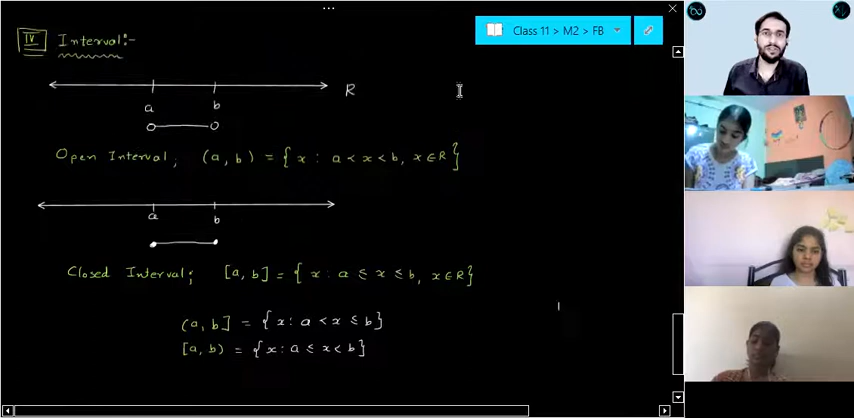 ...
Class 11 > M2 > FB
IV Interval:-
a b R
Open Interval; (a, b) = { x : a < x < b, x ∈ R}
a b
Closed Interval; [a, b] = { x : a ≤ x ≤ b, x ∈ R}
(a, b] = {x : a < x ≤ b}
[a, b) = {x : a ≤ x < b}